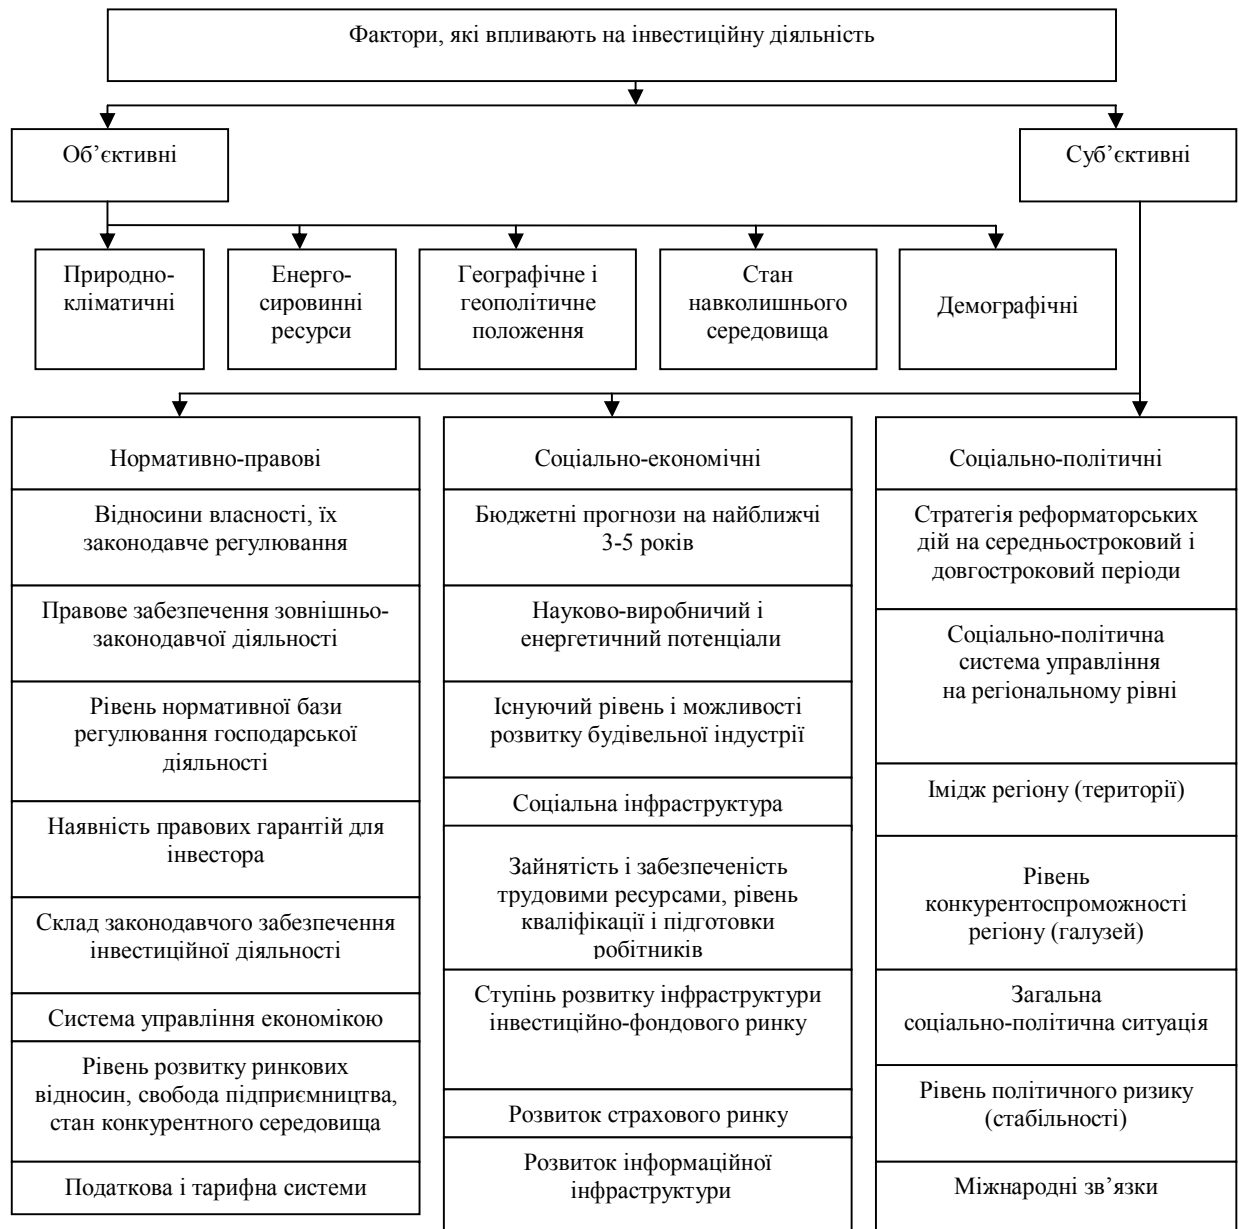 Фактори, які впливають на інвестиційну діяльність
Об’єктивні
Суб’єктивні
Природно-
кліматичні
Енерго-
сировинні
ресурси
Географічне і
геополітичне
положення
Стан
навколишнього
середовища
Демографічні
Нормативно-правові
Відносини власності, їх
законодавче регулювання
Правове забезпечення зовнішньо-
законодавчої діяльності
Рівень нормативної бази
регулювання господарської
діяльності
Наявність правових гарантій для
інвестора
Склад законодавчого забезпечення
інвестиційної діяльності
Система управління економікою
Рівень розвитку ринкових
відносин, свобода підприємництва,
стан конкурентного середовища
Податкова і тарифна системи
Соціально-економічні
Бюджетні прогнози на найближчі
3-5 років
Науково-виробничий і
енергетичний потенціали
Існуючий рівень і можливості
розвитку будівельної індустрії
Соціальна інфраструктура
Зайнятість і забезпеченість
трудовими ресурсами, рівень
кваліфікації і підготовки
робітників
Ступінь розвитку інфраструктури
інвестиційно-фондового ринку
Розвиток страхового ринку
Розвиток інформаційної
інфраструктури
Соціально-політичні
Стратегія реформаторських
дій на середньостроковий і
довгостроковий періоди
Соціально-політична
система управління
на регіональному рівні
Імідж регіону (території)
Рівень
конкурентоспроможності
регіону (галузей)
Загальна
соціально-політична ситуація
Рівень політичного ризику
(стабільності)
Міжнародні зв’язки